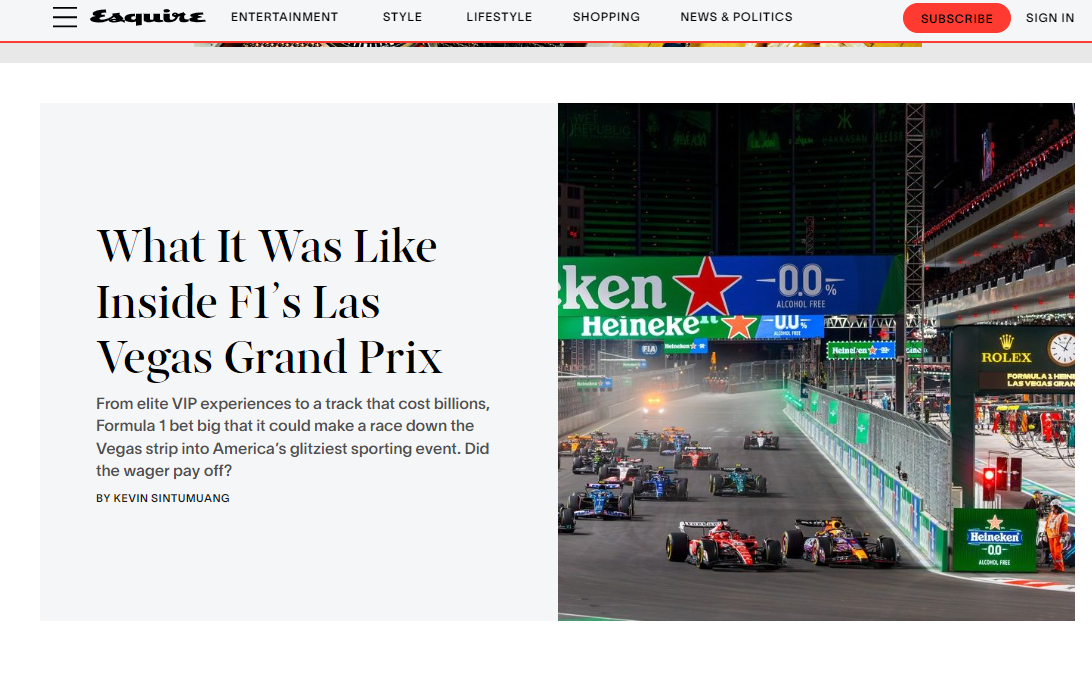 Esquire
ENTERTAINMENT
STYLE
LIFESTYLE
SHOPPING
NEWS & POLITICS
SUBSCRIBE
SIGN IN
What It Was Like
Inside F1’s Las
Vegas Grand Prix
From elite VIP experiences to a track that cost billions,
Formula 1 bet big that it could make a race down the
Vegas strip into America’s glitziest sporting event. Did
the wager pay off?
BY KEVIN SINTUMUANG
WET
REPUBLIC
HAKKASAN
eken
0.0%
ALCOHOL FREE
Heineken
0.0%
ALCOHOL FREE
FIA
Heineken
Heineken
ROLEX
FORMULA 1 HEINE
LAS VEGAS GRAN
Heineken
0.0
ALCOHOL FREE